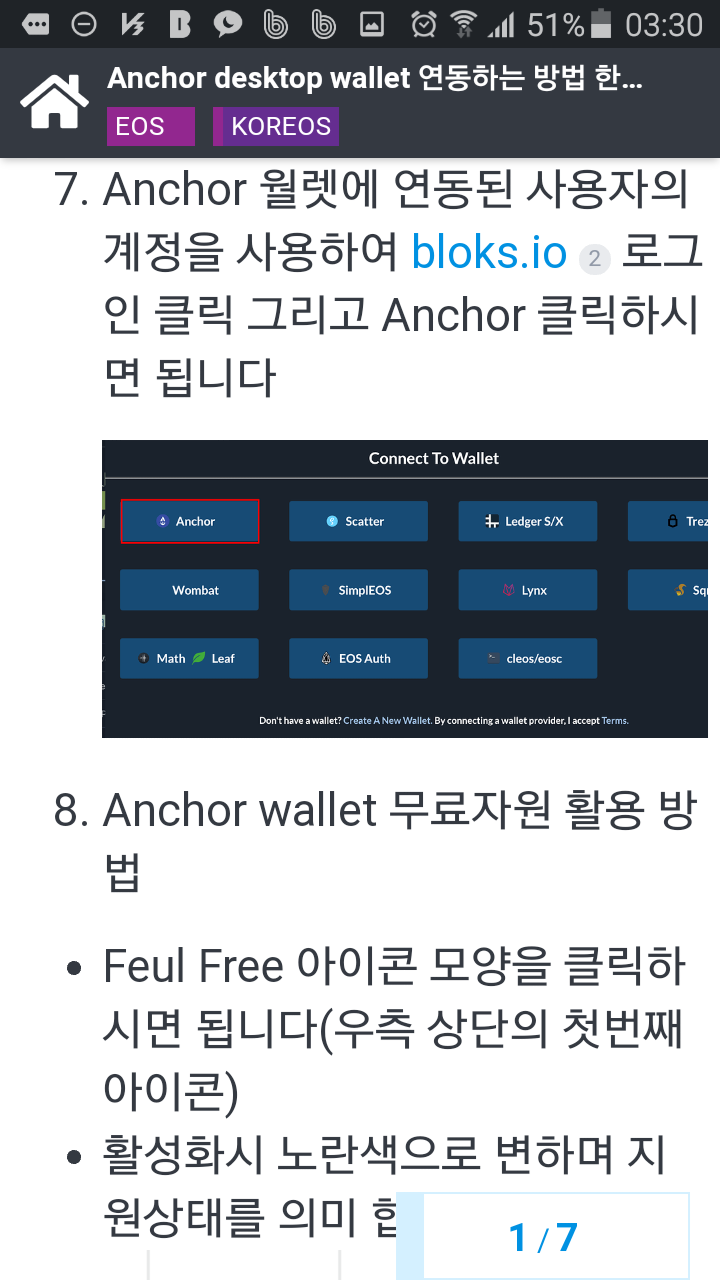 51% 03:30
Anchor desktop wallet 연동하는 방법 한...
EOS KOREOS
7. Anchor 월렛에 연동된 사용자의
계정을 사용하여 bloks.io 2 로그
인 클릭 그리고 Anchor 클릭하시
면 됩니다
Connect To Wallet
Anchor Scatter Ledger S/X Trez
Wombat SimplEOS Lynx Sq
Math Leaf EOS Auth cleos/eosc
Don't have a wallet? Create A New Wallet. By connecting a wallet provider, I accept Terms.
8. Anchor wallet 무료자원 활용 방
법
• Feul Free 아이콘 모양을 클릭하
시면 됩니다(우측 상단의 첫번째
아이콘)
• 활성화시 노란색으로 변하며 지
원상태를 의미 합
1 / 7